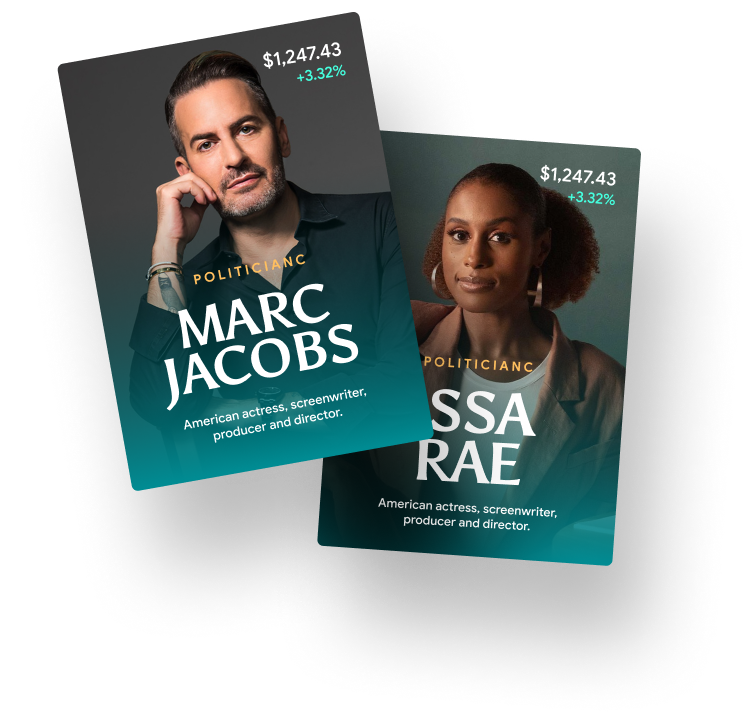 $1,247.43
+3.32%
POLITICIANC
MARC
JACOBS
American actress, screenwriter,
producer and director.
$1,247.43
+3.32%
POLITICIANC
SSA
RAE
American actress, screenwriter,
producer and director.